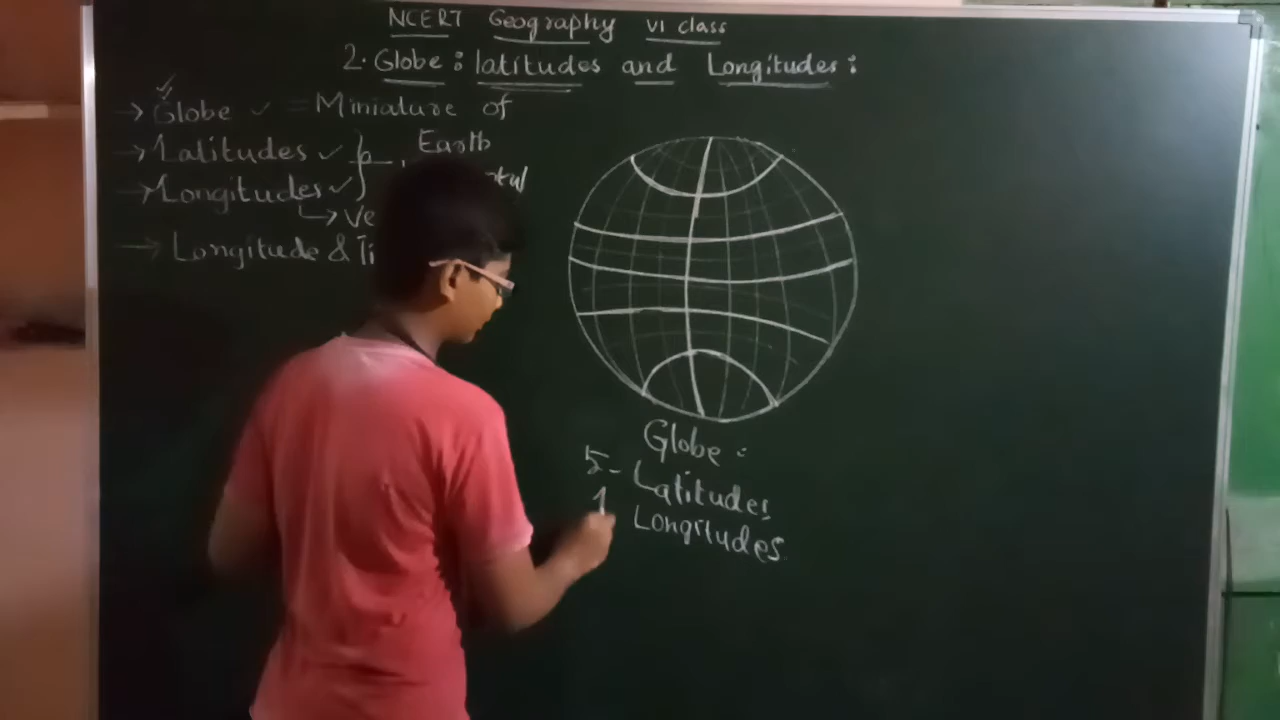 NCERT Geography VI class
2. Globe : latitudes and Longitudes :
→ Globe ✓ = Miniature of
Earth
→ Latitudes ✓
→ Longitudes ✓
→ Longitude &
Globe :
5 - Latitudes
1 Longitudes.